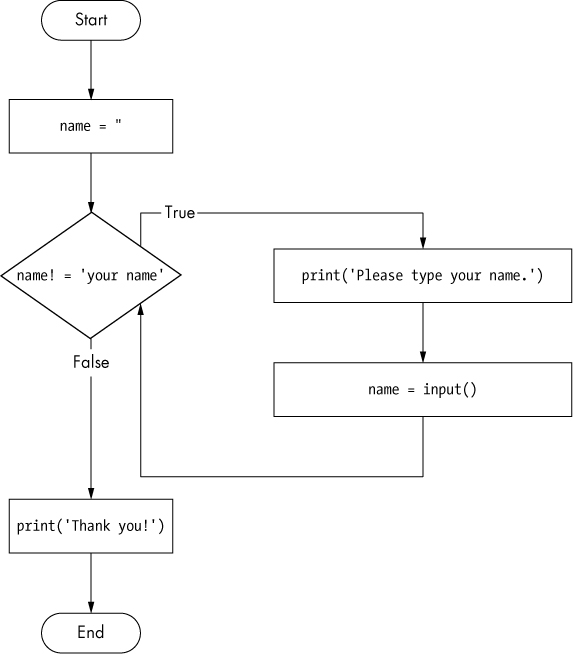 Start
name = "
True
name! = 'your name'
print('Please type your name.')
False
name = input()
print('Thank you!')
End